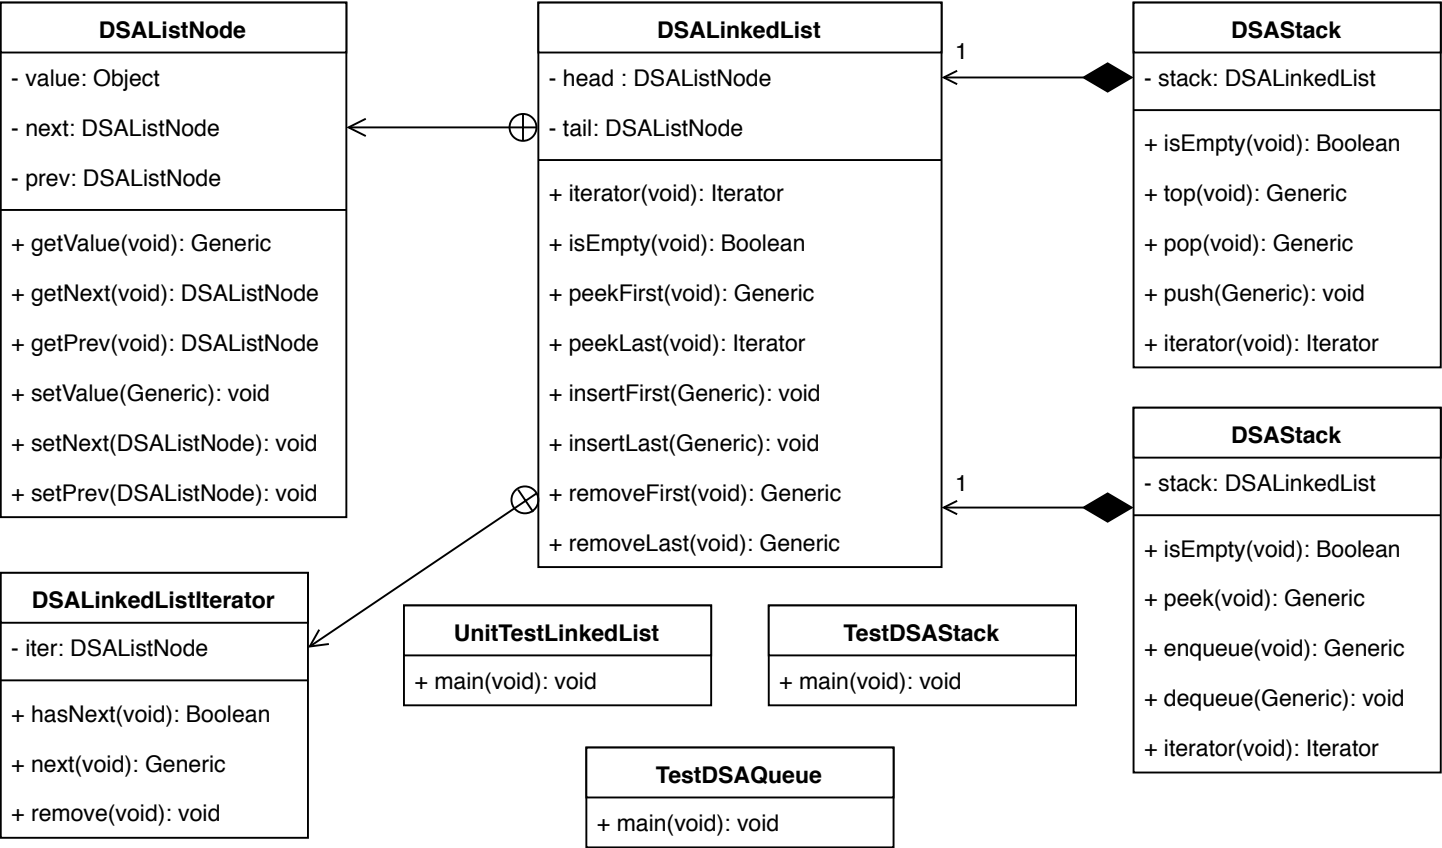 DSAListNode
- value: Object
- next: DSAListNode
- prev: DSAListNode
+ getValue(void): Generic
+ getNext(void): DSAListNode
+ getPrev(void): DSAListNode
+ setValue(Generic): void
+ setNext(DSAListNode): void
+ setPrev(DSAListNode): void
DSALinkedList
- head : DSAListNode
- tail: DSAListNode
+ iterator(void): Iterator
+ isEmpty(void): Boolean
+ peekFirst(void): Generic
+ peekLast(void): Iterator
+ insertFirst(Generic): void
+ insertLast(Generic): void
+ removeFirst(void): Generic
+ removeLast(void): Generic
1
DSAStack
- stack: DSALinkedList
+ isEmpty(void): Boolean
+ top(void): Generic
+ pop(void): Generic
+ push(Generic): void
+ iterator(void): Iterator
1
DSAStack
- stack: DSALinkedList
+ isEmpty(void): Boolean
+ peek(void): Generic
+ enqueue(void): Generic
+ dequeue(Generic): void
+ iterator(void): Iterator
DSALinkedListIterator
- iter: DSAListNode
+ hasNext(void): Boolean
+ next(void): Generic
+ remove(void): void
UnitTestLinkedList
+ main(void): void
TestDSAStack
+ main(void): void
TestDSAQueue
+ main(void): void